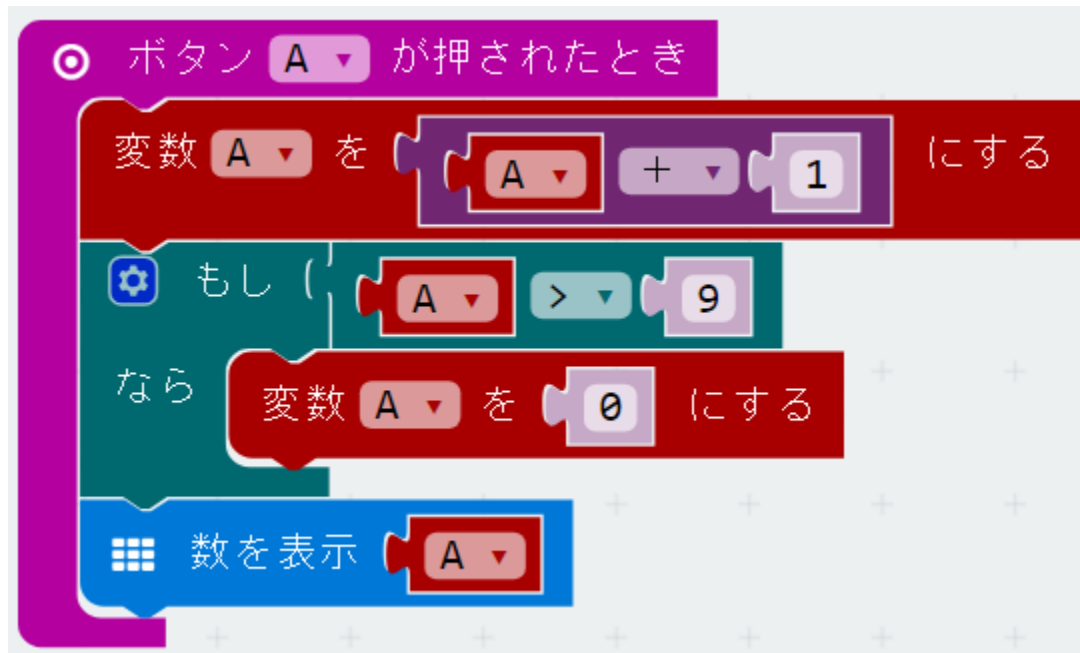 ボタン A が押されたとき
変数 A を A + 1 にする
もし A > 9
なら 変数 A を 0 にする
数を表示 A